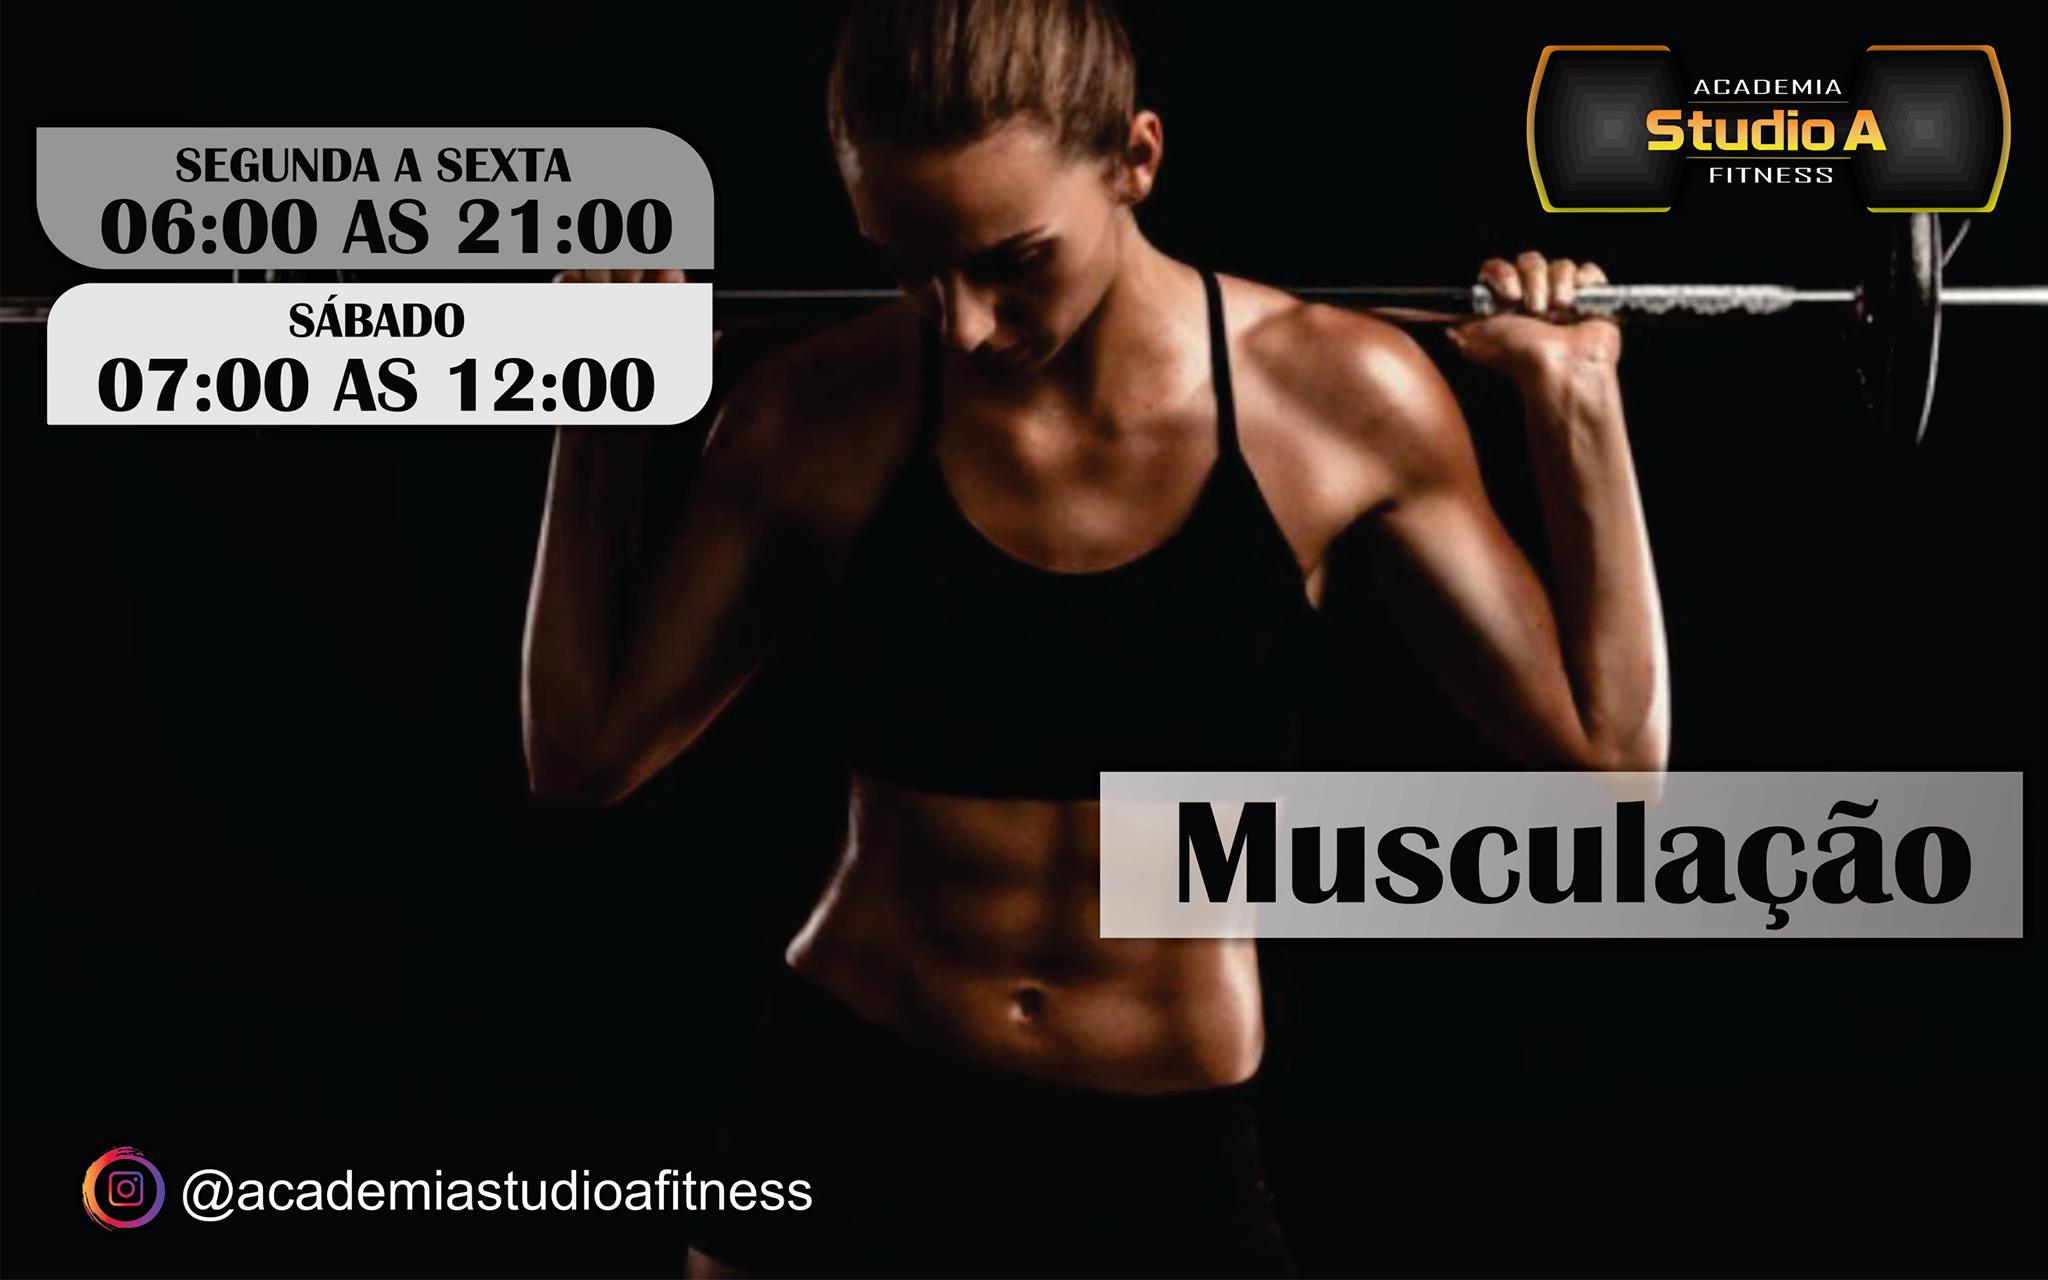 ACADEMIA
Studio A
FITNESS
SEGUNDA A SEXTA
06:00 AS 21:00
SÁBADO
07:00 AS 12:00
Musculação
@academiastudioafitness